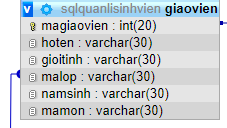 v sqlquanlisinhvien giaovien
magiaovien : int(20)
hoten : varchar(30)
gioitinh : varchar(30)
malop : varchar(30)
namsinh : varchar(30)
mamon : varchar(30)